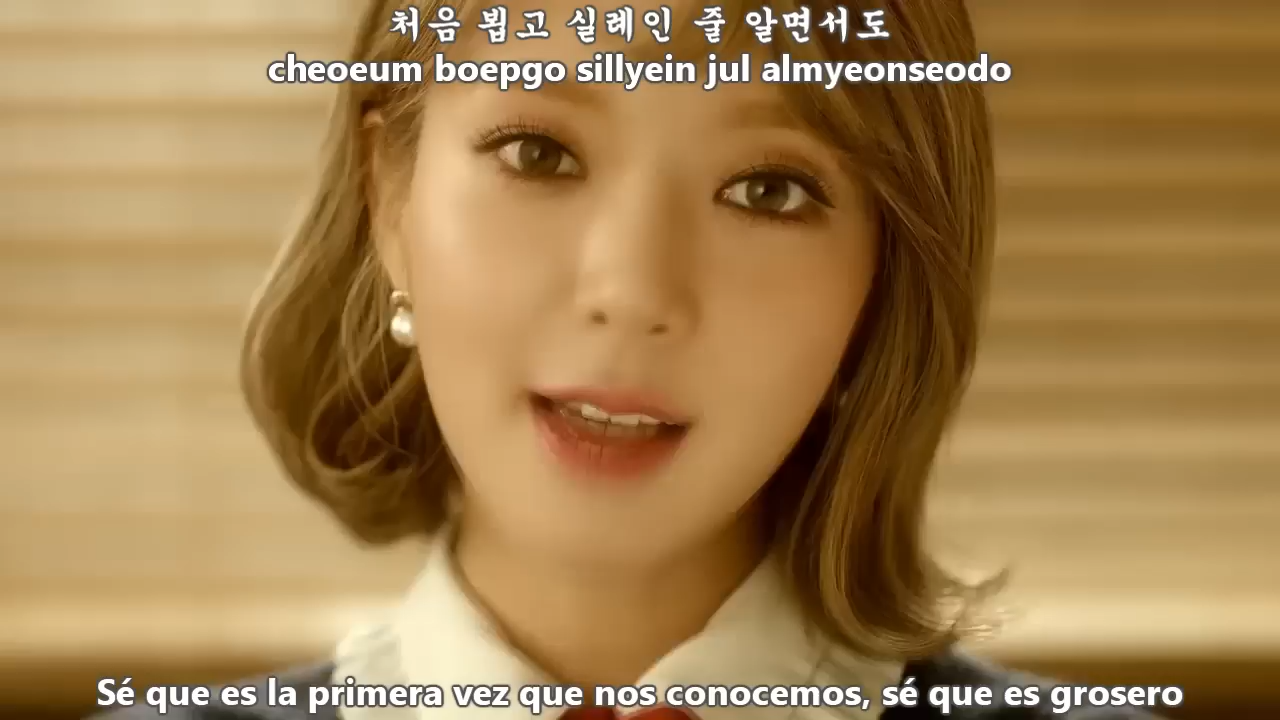 처음 뵙고 실레인 줄 알면서도
cheoeum boepgo sillyein jul almyeonseodo
Sé que es la primera vez que nos conocemos, sé que es grosero